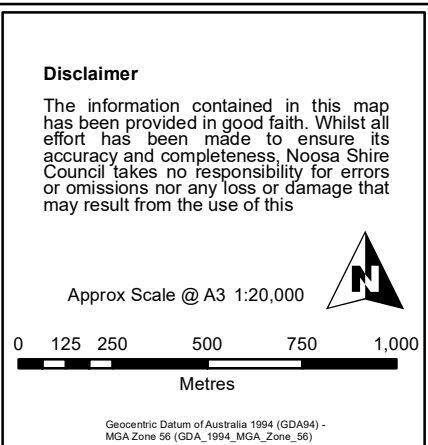 Disclaimer
The information contained in this map
has been provided in good faith. Whilst all
effort has been made to ensure its
accuracy and completeness, Noosa Shire
Council takes no responsibility for errors
or omissions nor any loss or damage that
may result from the use of this
N
Approx Scale @ A3 1:20,000
0 125 250 500 750 1,000
Metres
Geocentric Datum of Australia 1994 (GDA94) -
MGA Zone 56 (GDA_1994_MGA_Zone_56)